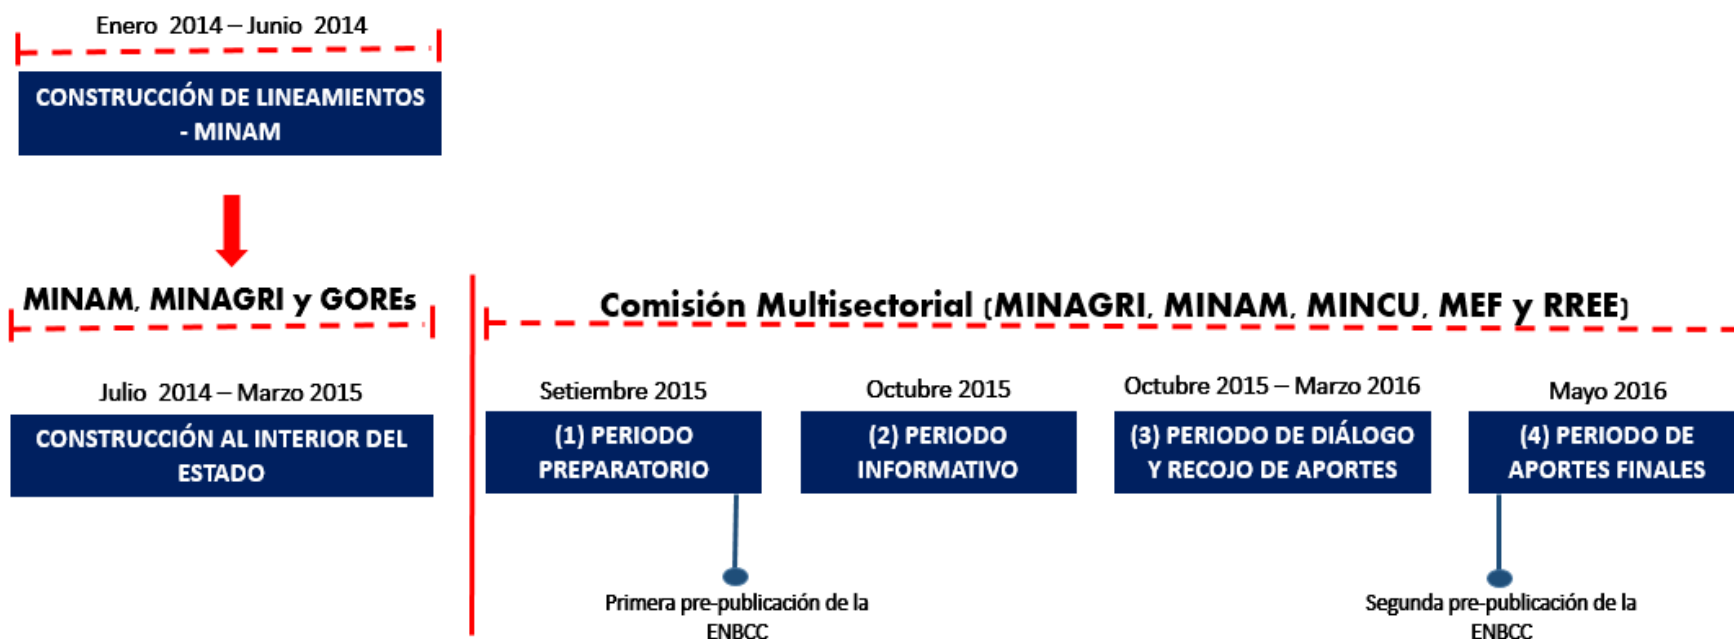 Enero 2014 – Junio 2014
CONSTRUCCIÓN DE LINEAMIENTOS
- MINAM
MINAM, MINAGRI y GOREs
Julio 2014 – Marzo 2015
CONSTRUCCIÓN AL INTERIOR DEL
ESTADO
Comisión Multisectorial (MINAGRI, MINAM, MINCU, MEF y RREE)
Setiembre 2015
(1) PERIODO
PREPARATORIO
Primera pre-publicación de la
ENBCC
Octubre 2015
(2) PERIODO
INFORMATIVO
Octubre 2015 – Marzo 2016
(3) PERIODO DE DIÁLOGO
Y RECOJO DE APORTES
Mayo 2016
(4) PERIODO DE
APORTES FINALES
Segunda pre-publicación de la
ENBCC